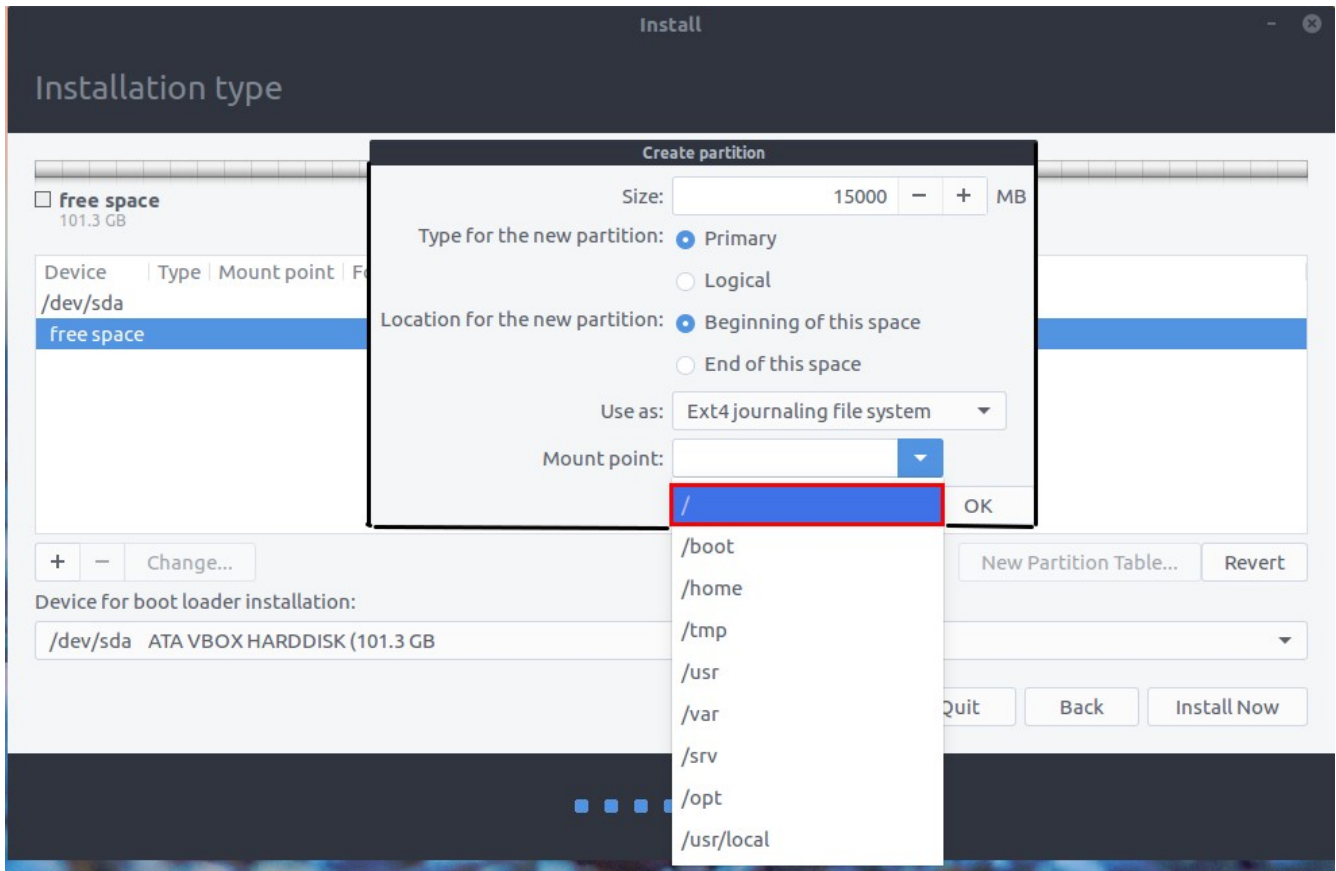 Install
Installation type
Create partition
Size: 15000 − + MB
free space
101.3 GB
Type for the new partition: Primary
Logical
Device Type Mount point
/dev/sda
free space
Location for the new partition: Beginning of this space
End of this space
Use as: Ext4 journaling file system
Mount point:
/
OK
/boot
/home
/tmp
/usr
/var
/srv
/opt
/usr/local
+ − Change... New Partition Table... Revert
Device for boot loader installation:
/dev/sda ATA VBOX HARDDISK (101.3 GB
Quit Back Install Now